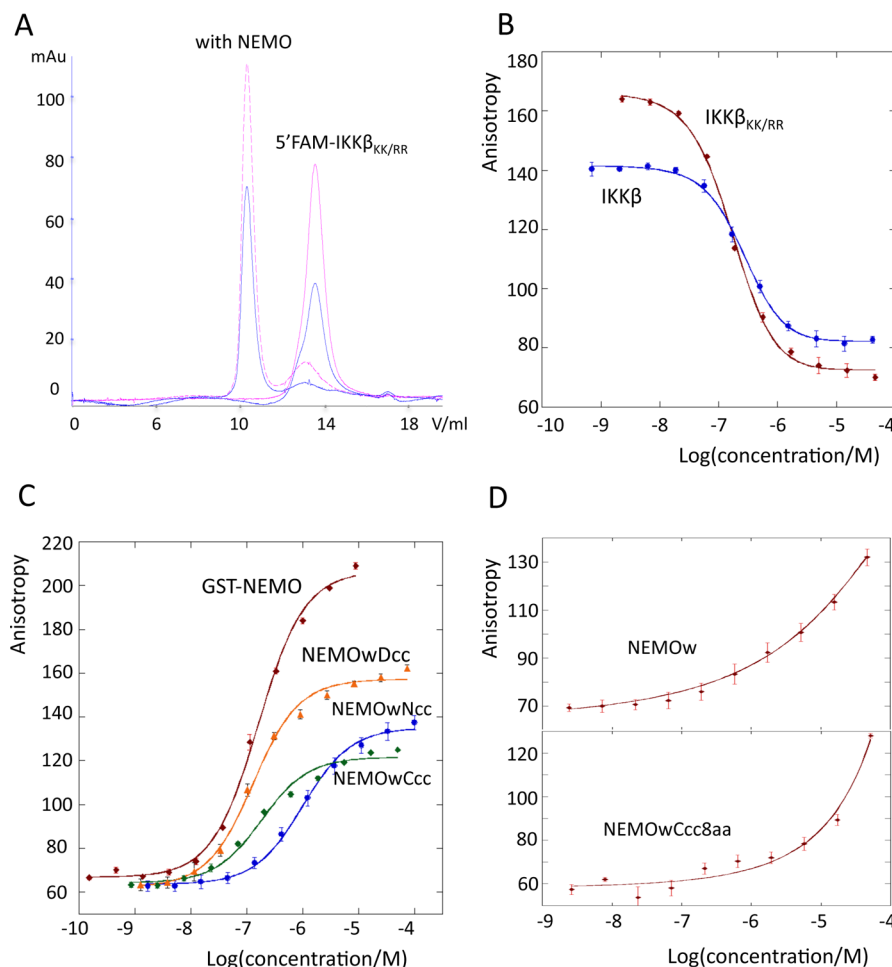 A
with NEMO
mAu
5'FAM-IKKβKK/RR
100
80
60
40
20
0
0 6 10 14 V/ml 18
B
Anisotropy
180
160
140
120
100
80
60
IKKβKK/RR
IKKβ
-10 -9 -8 -7 -6 -5 -4
Log(concentration/M)
C
Anisotropy
220
200
180
160
140
120
100
80
60
GST-NEMO
NEMOwDcc
NEMOwNcc
NEMOwCcc
-10 -9 -8 -7 -6 -5 -4 -3
Log(concentration/M)
D
Anisotropy
130
110
90
70
NEMOw
Anisotropy
120
100
80
60
NEMOwCcc8aa
-9 -8 -7 -6 -5 -4
Log(concentration/M)